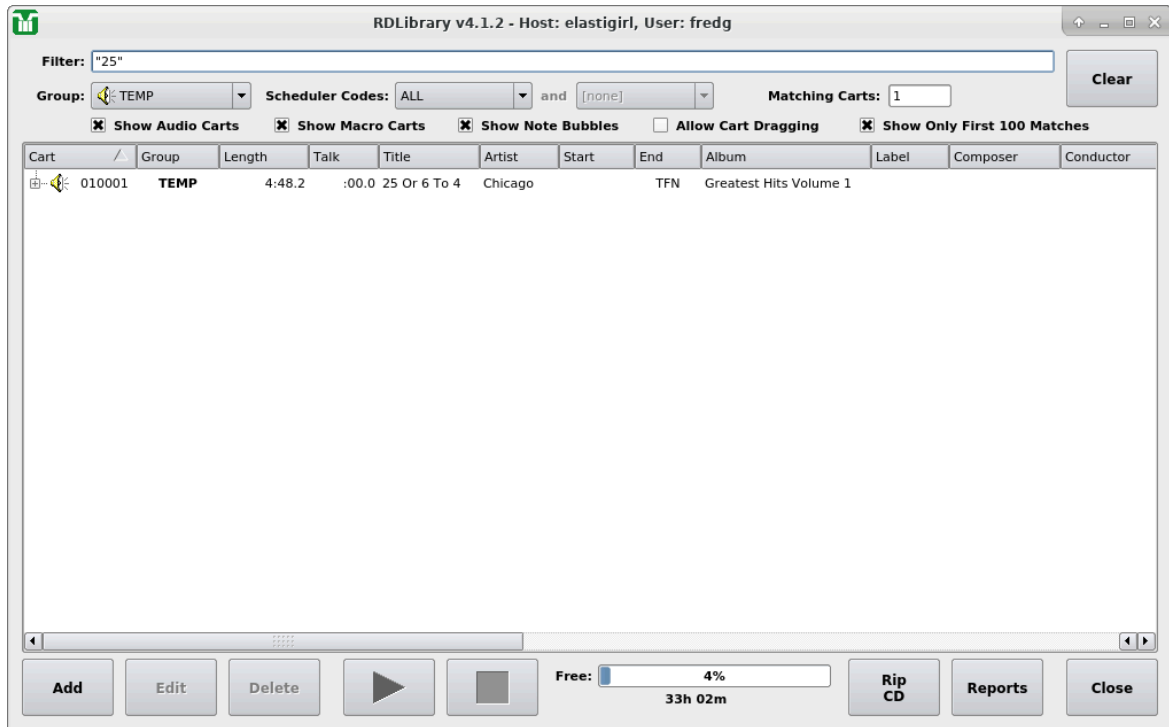 RDLibrary v4.1.2 - Host: elastigirl, User: fredg
Filter: "25" Clear
Group: TEMP Scheduler Codes: ALL and [none] Matching Carts: 1
Show Audio Carts Show Macro Carts Show Note Bubbles Allow Cart Dragging Show Only First 100 Matches
Cart Group Length Talk Title Artist Start End Album Label Composer Conductor
010001 TEMP 4:48.2 :00.0 25 Or 6 To 4 Chicago TFN Greatest Hits Volume 1
Add Edit Delete Free: 4% Rip CD Reports Close
33h 02m